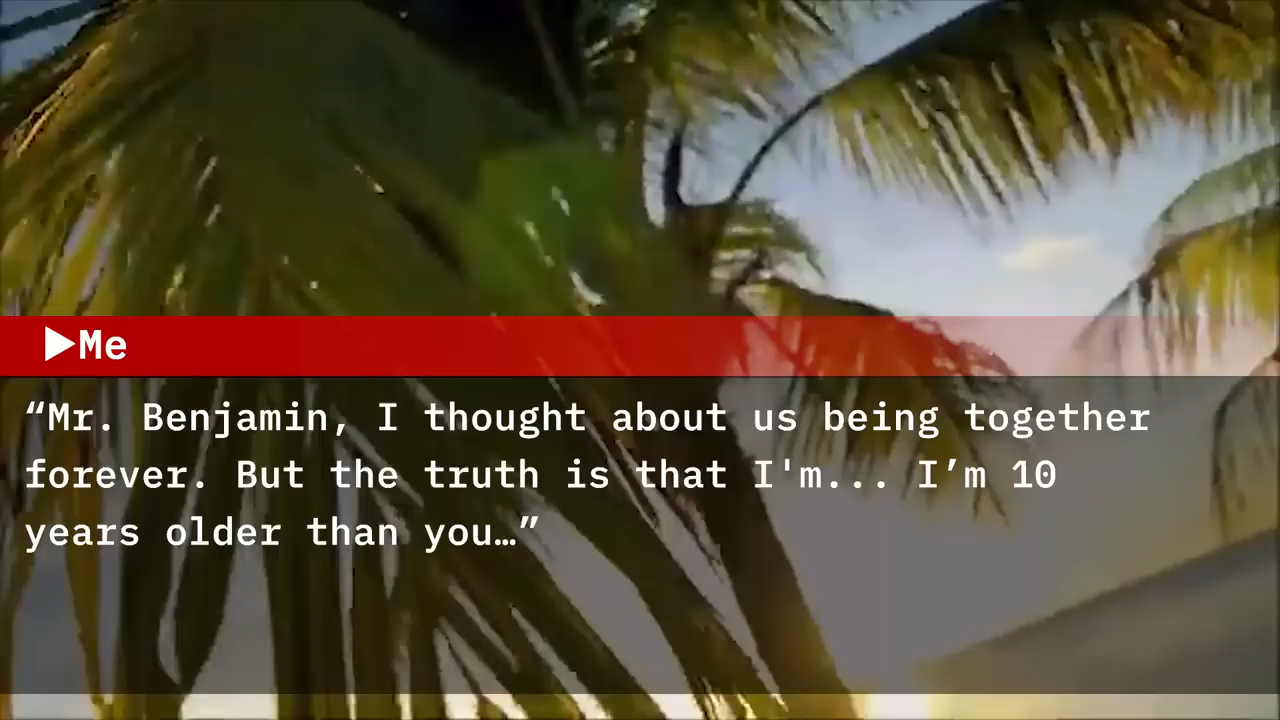 ▶Me
“Mr. Benjamin, I thought about us being together
forever. But the truth is that I'm... I’m 10
years older than you…”